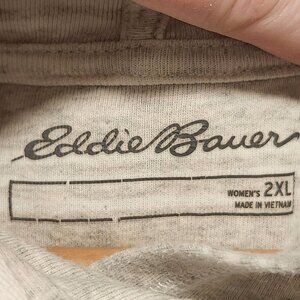 Eddie Bauer
WOMEN'S 2XL
MADE IN VIETNAM